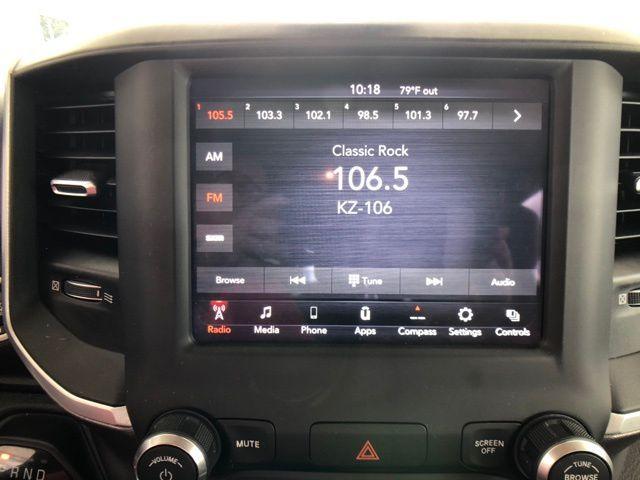 10:18 79°F out
1 105.5 2 103.3 3 102.1 4 98.5 5 101.3 6 97.7
AM
Classic Rock
106.5
FM
KZ-106
Browse Tune Audio
Radio Media Phone Apps Compass Settings Controls
MUTE
SCREEN OFF
VOLUME
TUNE
BROWSE
RND